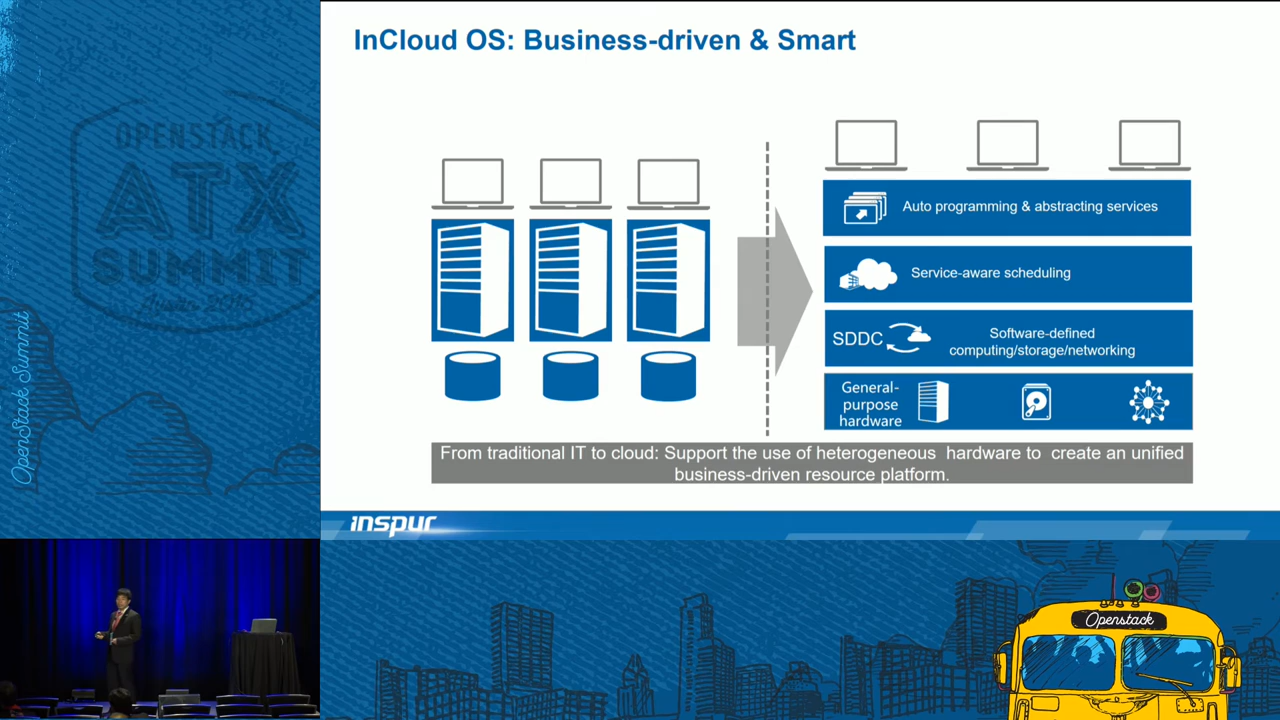 InCloud OS: Business-driven & Smart
OPENSTACK
ATX
SUMMIT
OpenStack Summit
Auto programming & abstracting services
Service-aware scheduling
SDDC
Software-defined
computing/storage/networking
General-
purpose
hardware
From traditional IT to cloud: Support the use of heterogeneous hardware to create an unified
business-driven resource platform.
inspur
Openstack